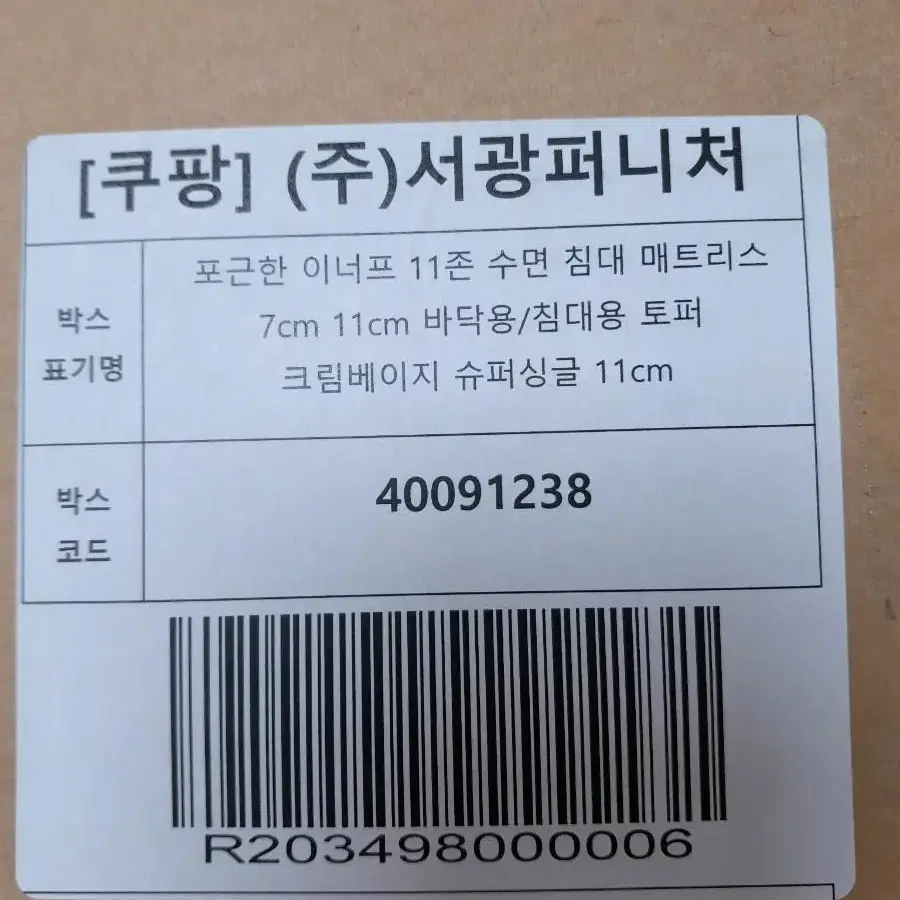 [쿠팡] (주)서광퍼니처
박스
표기명
포근한 이너프 11존 수면 침대 매트리스
7cm 11cm 바닥용/침대용 토퍼
크림베이지 슈퍼싱글 11cm
박스
코드
40091238
R203498000006